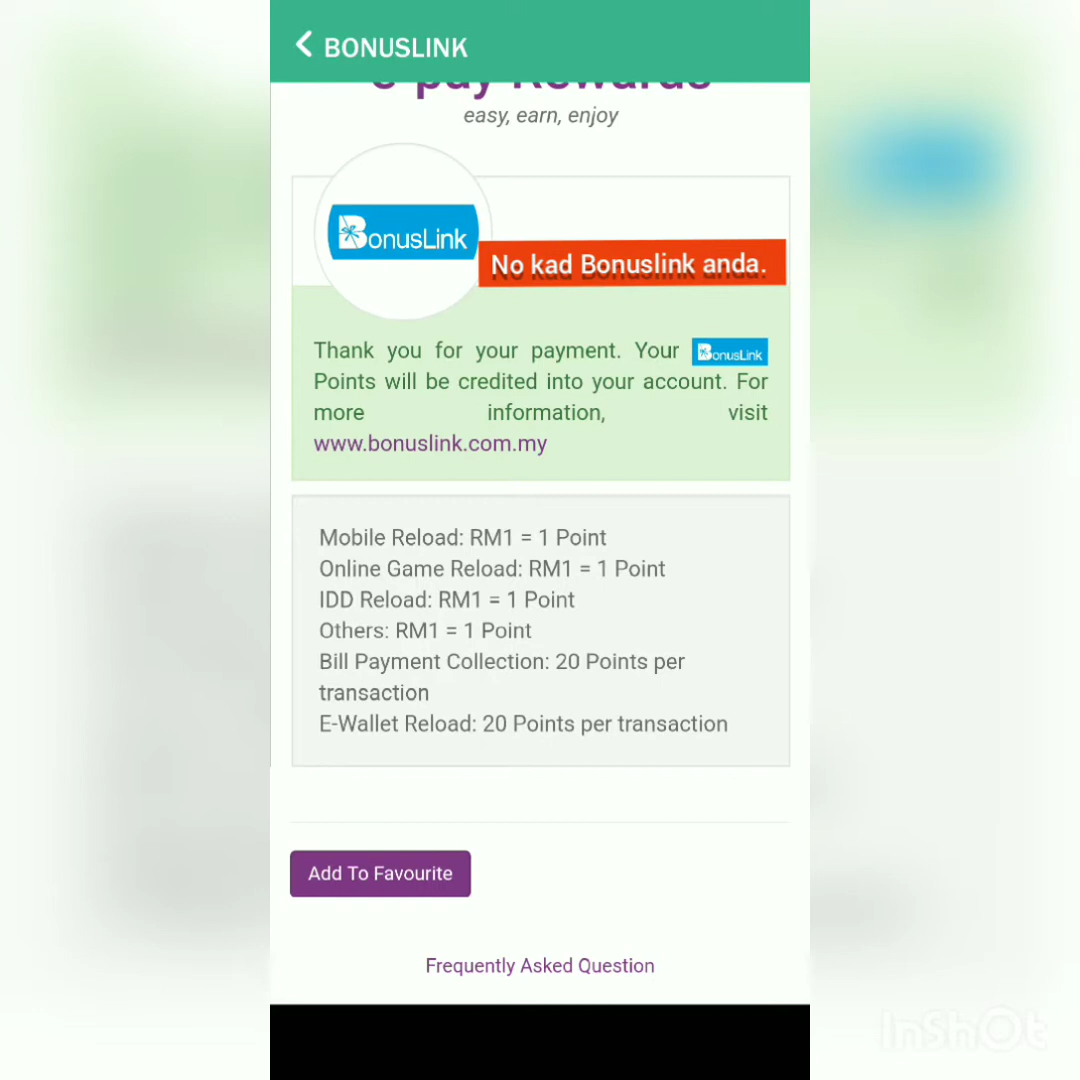 BONUSLINK
e-pay Rewards
easy, earn, enjoy
BonusLink
No kad Bonuslink anda.
Thank you for your payment. Your BonusLink
Points will be credited into your account. For
more information, visit
www.bonuslink.com.my
Mobile Reload: RM1 = 1 Point
Online Game Reload: RM1 = 1 Point
IDD Reload: RM1 = 1 Point
Others: RM1 = 1 Point
Bill Payment Collection: 20 Points per
transaction
E-Wallet Reload: 20 Points per transaction
Add To Favourite
Frequently Asked Question
InShOt